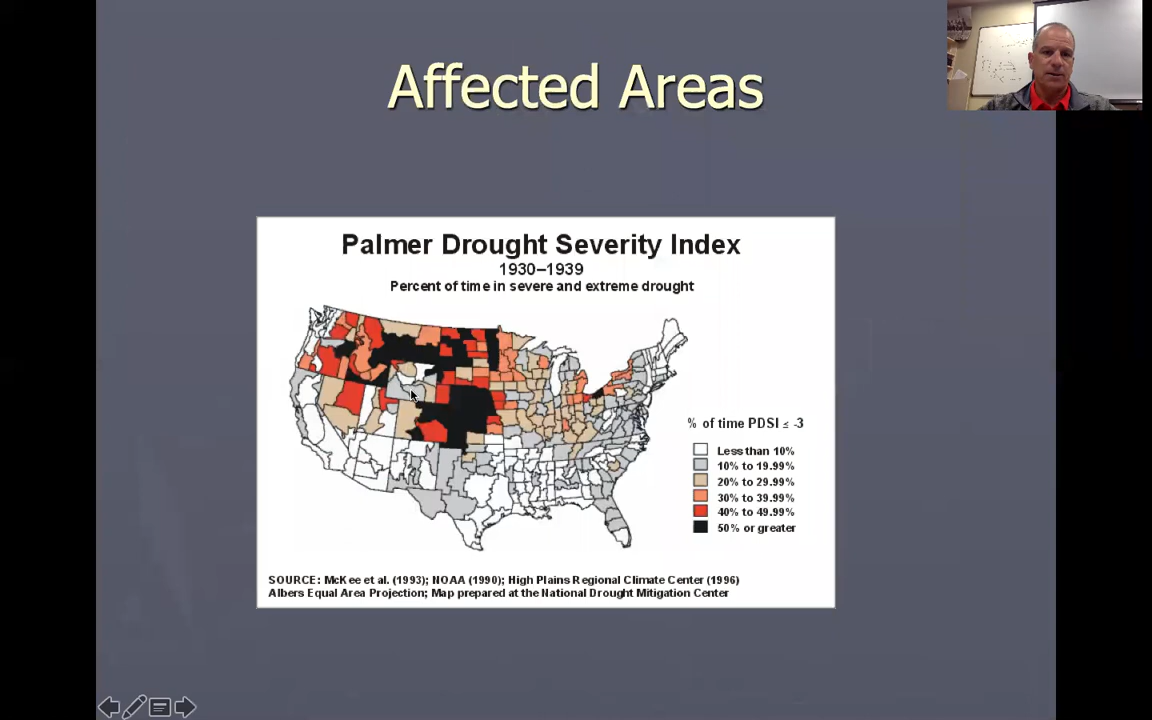 Affected Areas
Palmer Drought Severity Index
1930–1939
Percent of time in severe and extreme drought
% of time PDSI ≤ -3
Less than 10%
10% to 19.99%
20% to 29.99%
30% to 39.99%
40% to 49.99%
50% or greater
SOURCE: McKee et al. (1993); NOAA (1990); High Plains Regional Climate Center (1996)
Albers Equal Area Projection; Map prepared at the National Drought Mitigation Center